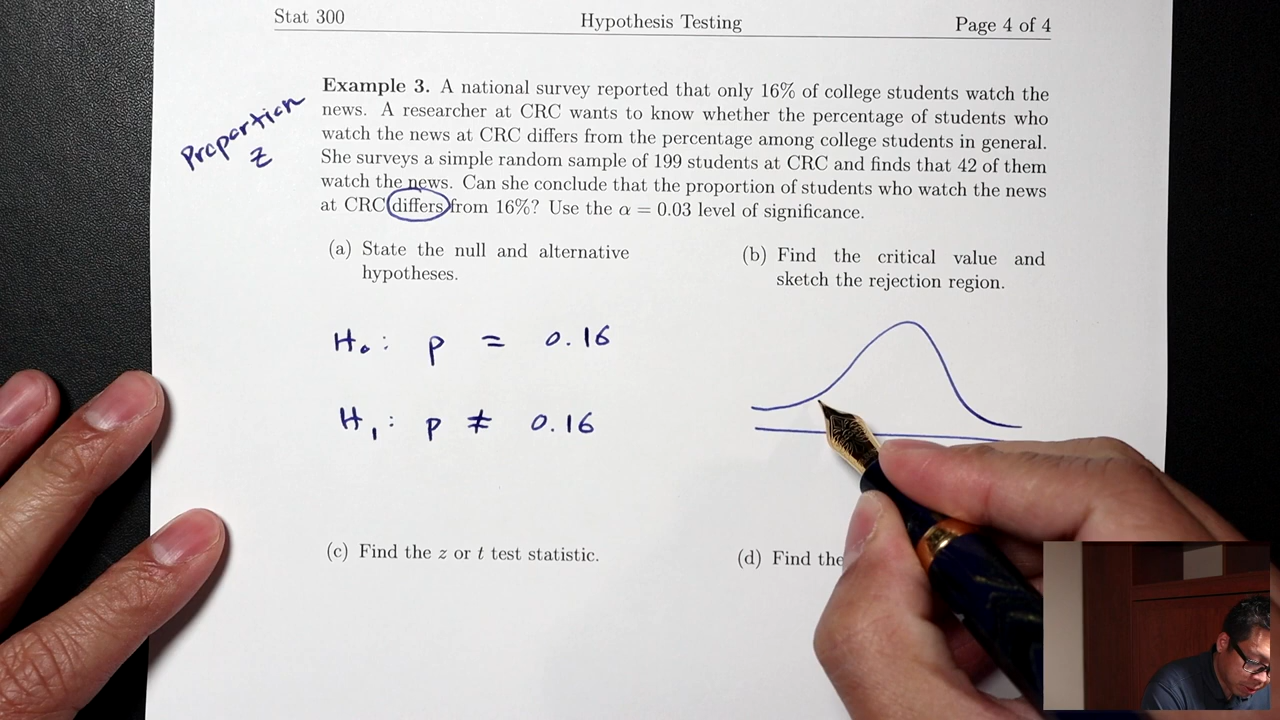 Stat 300 Hypothesis Testing Page 4 of 4
Proportion
z
Example 3. A national survey reported that only 16% of college students watch the
news. A researcher at CRC wants to know whether the percentage of students who
watch the news at CRC differs from the percentage among college students in general.
She surveys a simple random sample of 199 students at CRC and finds that 42 of them
watch the news. Can she conclude that the proportion of students who watch the news
at CRC differs from 16%? Use the α = 0.03 level of significance.
(a) State the null and alternative
hypotheses.
H₀: p = 0.16
H₁: p ≠ 0.16
(b) Find the critical value and
sketch the rejection region.
(c) Find the z or t test statistic.
(d) Find the